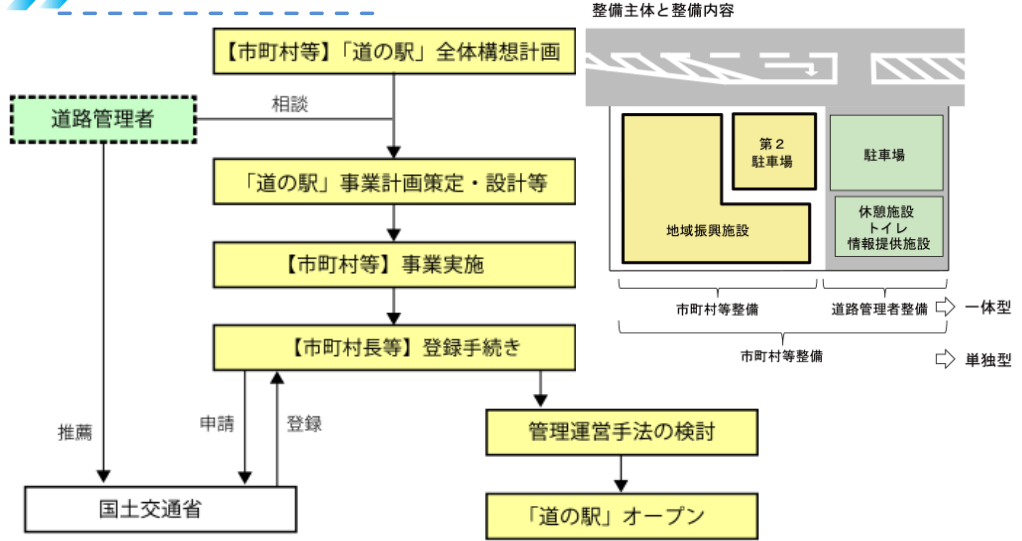 整備主体と整備内容
【市町村等】「道の駅」全体構想計画
道路管理者
相談
「道の駅」事業計画策定・設計等
【市町村等】事業実施
【市町村長等】登録手続き
推薦
申請
登録
国土交通省
管理運営手法の検討
「道の駅」オープン
第２
駐車場
駐車場
地域振興施設
休憩施設
トイレ
情報提供施設
市町村等整備
道路管理者整備
一体型
市町村等整備
単独型